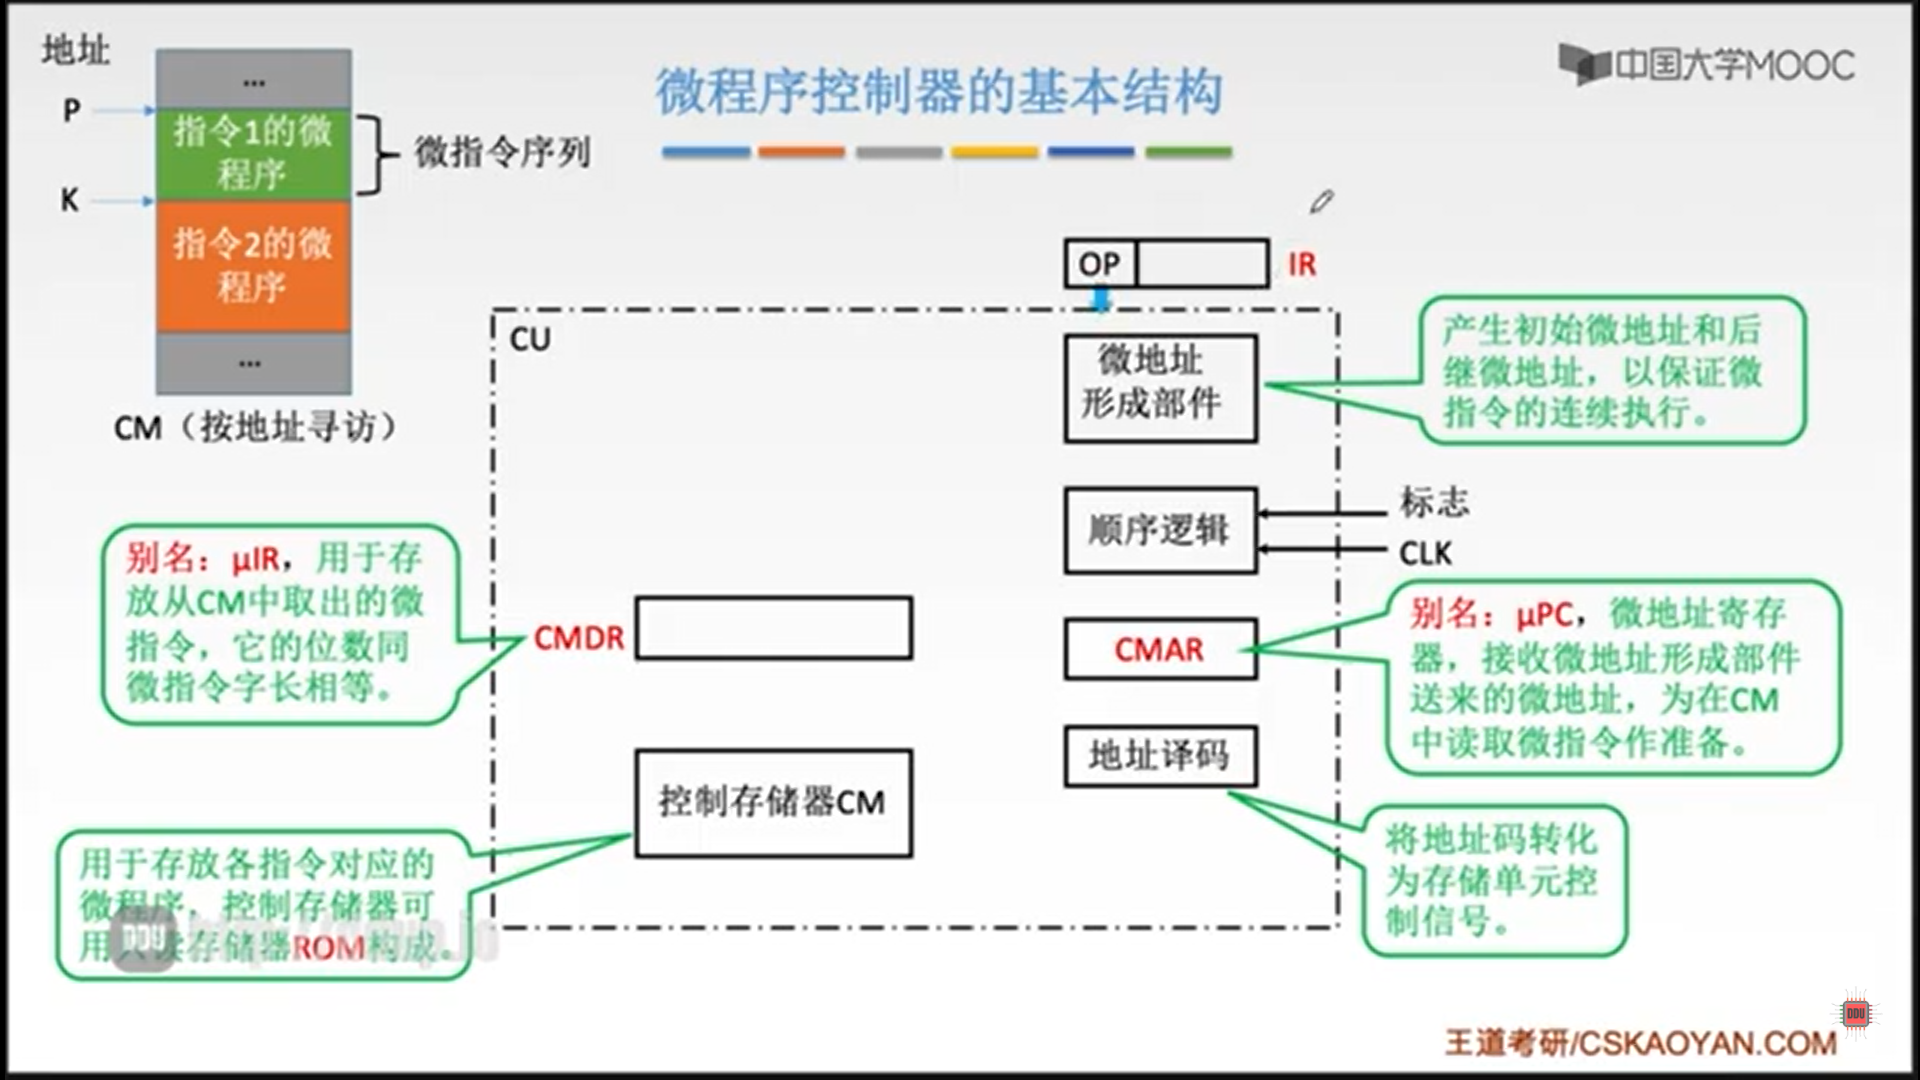 地址
中国大学MOOC
微程序控制器的基本结构
...
P
指令1的微
程序
微指令序列
K
指令2的微
程序
...
CM（按地址寻访）
OP
IR
CU
微地址
形成部件
产生初始微地址和后
继微地址，以保证微
指令的连续执行。
顺序逻辑
标志
CLK
别名：μIR，用于存
放从CM中取出的微
指令，它的位数同
微指令字长相等。
CMDR
CMAR
别名：μPC，微地址寄存
器，接收微地址形成部件
送来的微地址，为在CM
中读取微指令作准备。
地址译码
控制存储器CM
将地址码转化
为存储单元控
制信号。
用于存放各指令对应的
微程序，控制存储器可
用只读存储器ROM构成。
DDU
DDU
王道考研/CSKAOYAN.COM